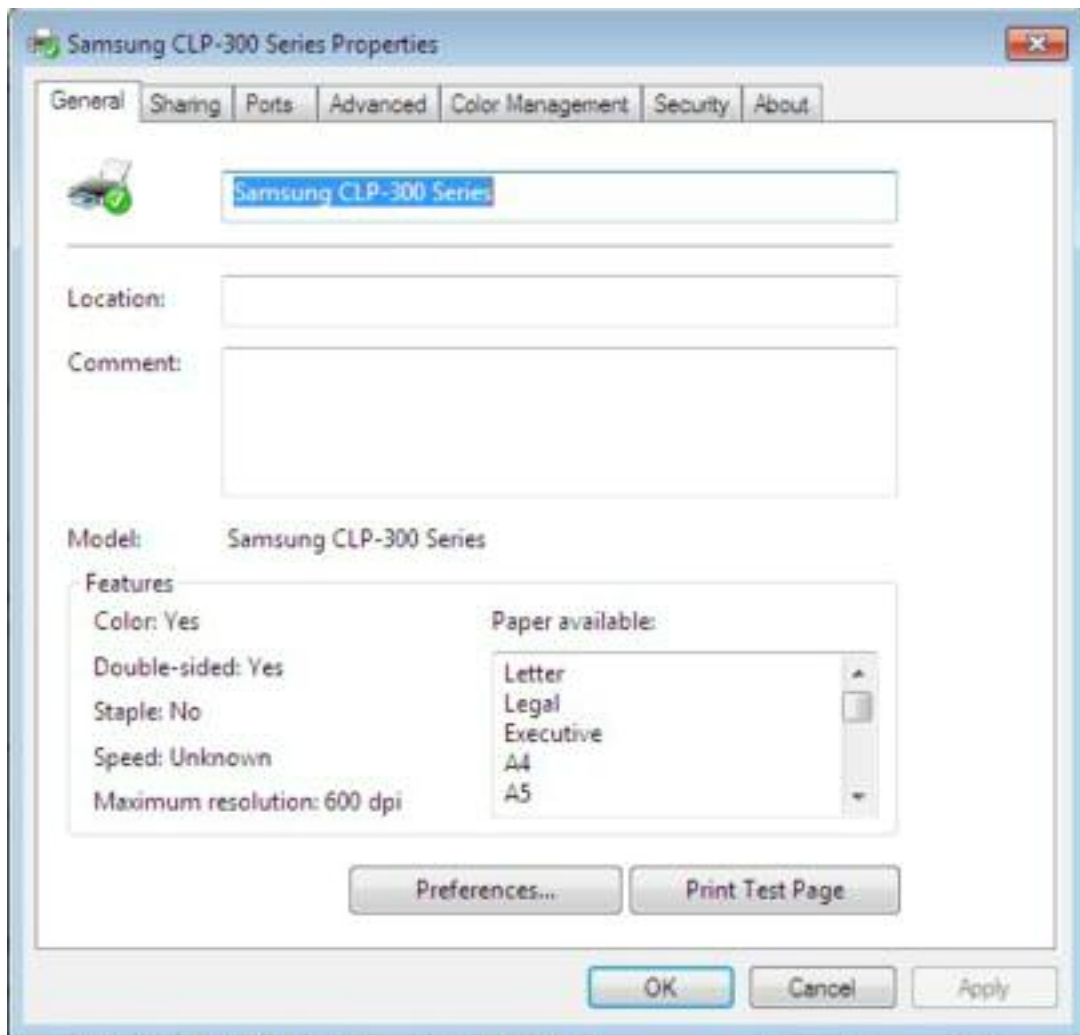 Samsung CLP-300 Series Properties
General Sharing Ports Advanced Color Management Security About
Samsung CLP-300 Series
Location:
Comment:
Model: Samsung CLP-300 Series
Features
Color: Yes
Double-sided: Yes
Staple: No
Speed: Unknown
Maximum resolution: 600 dpi
Paper available:
Letter
Legal
Executive
A4
A5
Preferences... Print Test Page
OK Cancel Apply